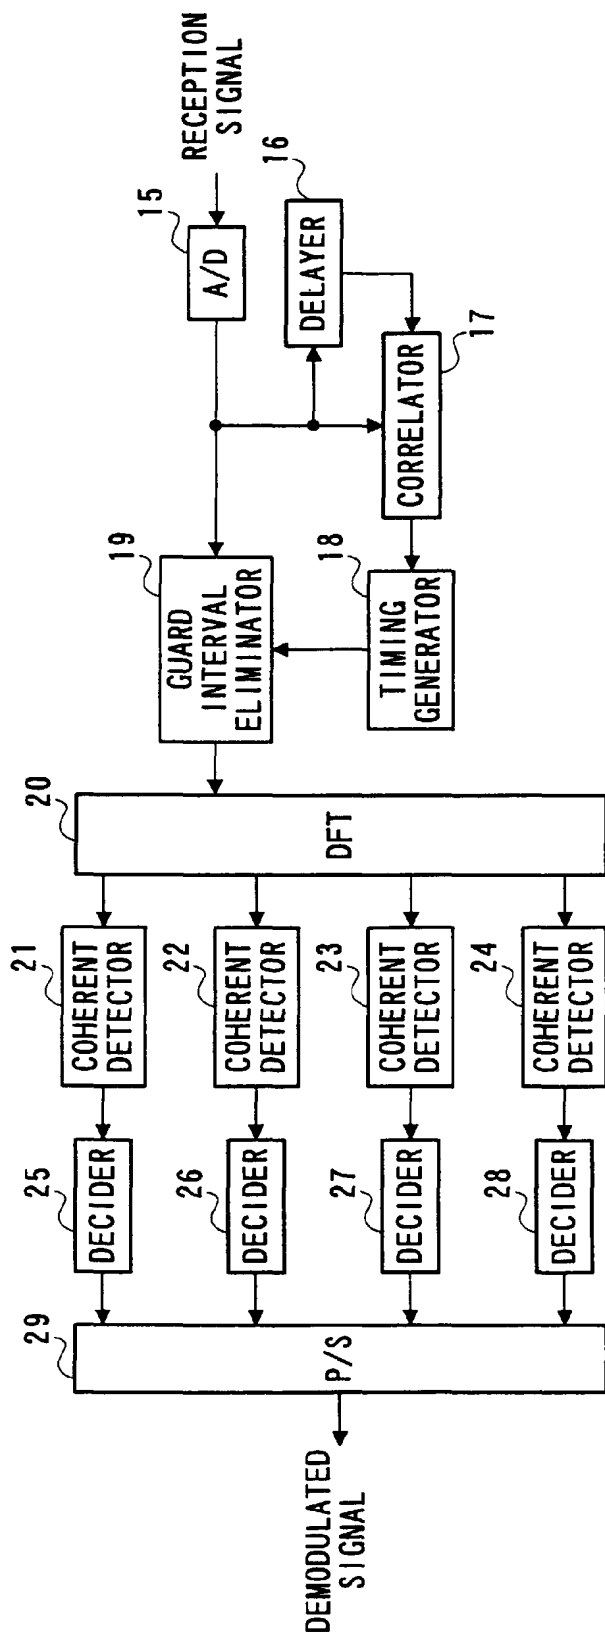 RECEPTION
SIGNAL
15
A/D
16
DELAYER
17
CORRELATOR
18
TIMING
GENERATOR
19
GUARD
INTERVAL
ELIMINATOR
20
DFT
21
COHERENT
DETECTOR
22
COHERENT
DETECTOR
23
COHERENT
DETECTOR
24
COHERENT
DETECTOR
25
DECIDER
26
DECIDER
27
DECIDER
28
DECIDER
29
P/S
DEMODULATED
SIGNAL